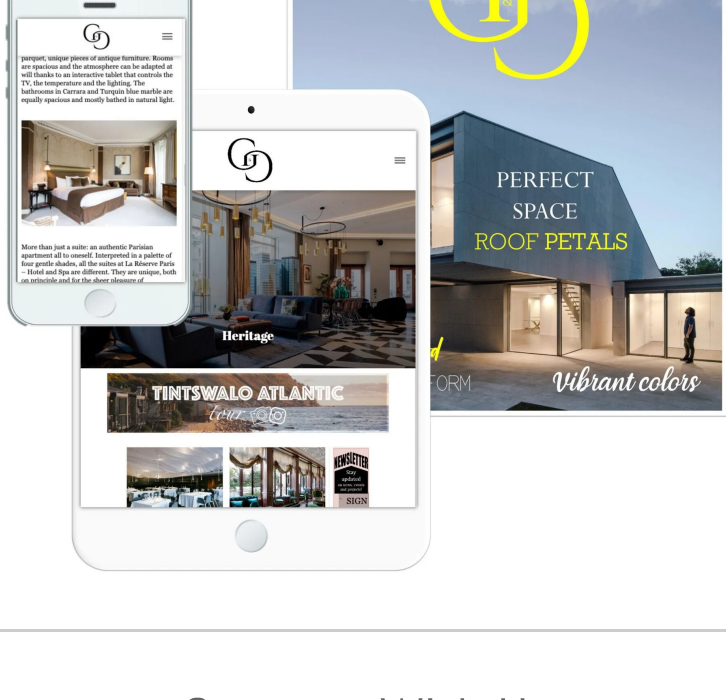 parquet, unique pieces of antique furniture. Rooms
are spacious and the atmosphere can be adapted at
will thanks to an interactive tablet that controls the
TV, the temperature and the lighting. The
bathrooms in Carrara and Turquin blue marble are
equally spacious and mostly bathed in natural light.
More than just a suite: an authentic Parisian
apartment all to oneself. Interpreted in a palette of
four gentle shades, all the suites at La Réserve Paris
– Hotel and Spa are different. They are unique, both
on principle and for the sheer pleasure of
Heritage
TINTSWALO ATLANTIC
tour
NEWSLETTER
Stay
updated
on news, events
and projects!
SIGN
G&G
PERFECT
SPACE
ROOF PETALS
Vibrant colors